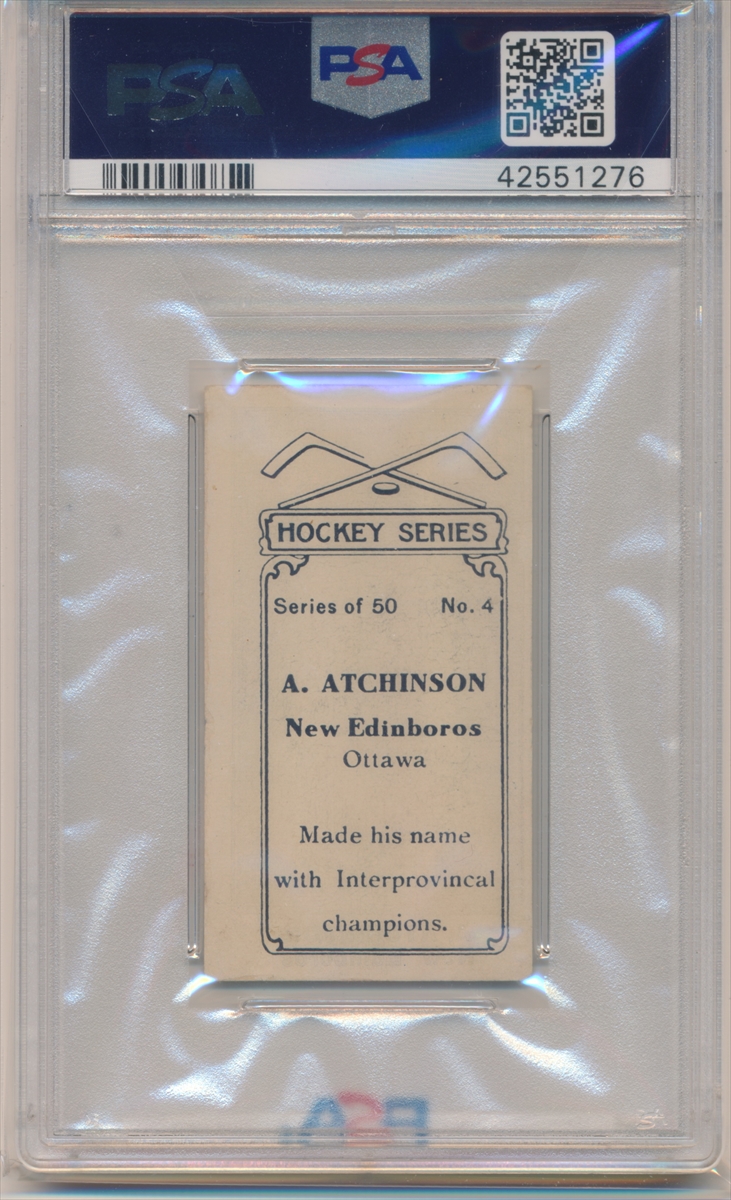 PSA PSA
42551276
HOCKEY SERIES
Series of 50 No. 4
A. ATCHINSON
New Edinboros
Ottawa
Made his name
with Interprovincal
champions.
PSA